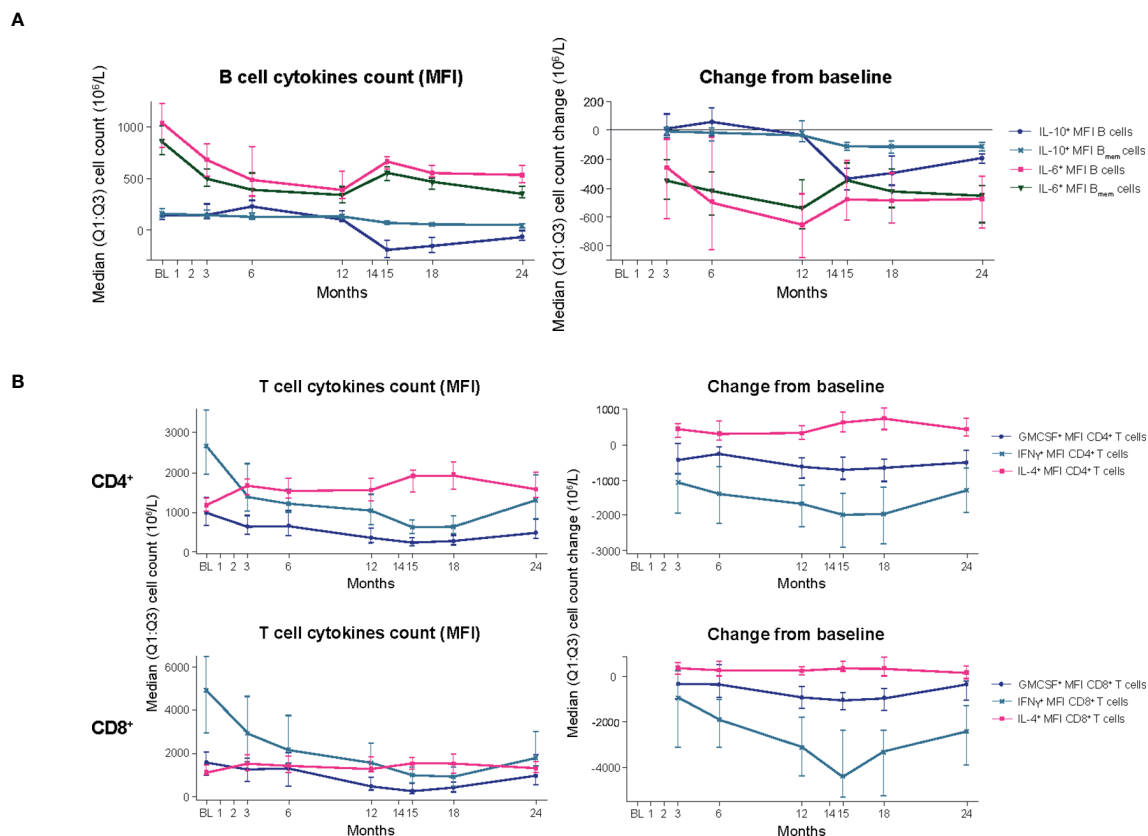 A
B cell cytokines count (MFI)
Median (Q1:Q3) cell count (10⁶/L)
1000
500
0
BL 1 2 3 6 12 14 15 18 24
Months
Change from baseline
Median (Q1:Q3) cell count change (10⁶/L)
200
0
-200
-400
-600
-800
BL 1 2 3 6 12 14 15 18 24
Months
IL-10⁺ MFI B cells
IL-10⁺ MFI Bmem cells
IL-6⁺ MFI B cells
IL-6⁺ MFI Bmem cells
B
CD4⁺
T cell cytokines count (MFI)
Median (Q1:Q3) cell count (10⁶/L)
3000
2000
1000
0
BL 1 2 3 6 12 14 15 18 24
Months
Change from baseline
Median (Q1:Q3) cell count change (10⁶/L)
1000
0
-1000
-2000
-3000
BL 1 2 3 6 12 14 15 18 24
Months
GMCSF⁺ MFI CD4⁺ T cells
IFNγ⁺ MFI CD4⁺ T cells
IL-4⁺ MFI CD4⁺ T cells
CD8⁺
T cell cytokines count (MFI)
6000
4000
2000
0
BL 1 2 3 6 12 14 15 18 24
Months
Change from baseline
0
-2000
-4000
BL 1 2 3 6 12 14 15 18 24
Months
GMCSF⁺ MFI CD8⁺ T cells
IFNγ⁺ MFI CD8⁺ T cells
IL-4⁺ MFI CD8⁺ T cells